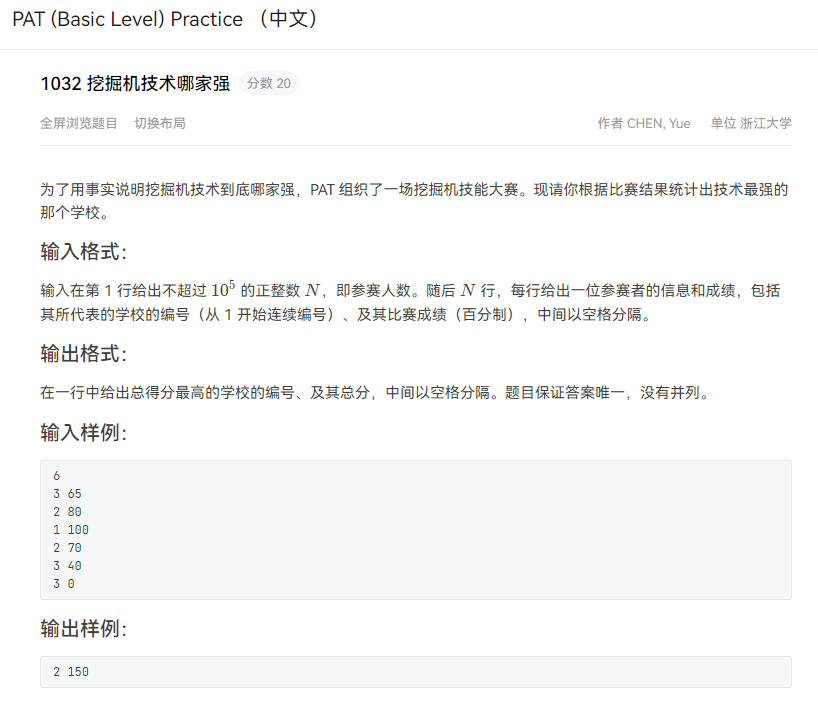 PAT (Basic Level) Practice （中文）
1032 挖掘机技术哪家强 分数 20
全屏浏览题目 切换布局 作者 CHEN, Yue 单位 浙江大学
为了用事实说明挖掘机技术到底哪家强，PAT 组织了一场挖掘机技能大赛。现请你根据比赛结果统计出技术最强的
那个学校。
输入格式：
输入在第 1 行给出不超过 10⁵ 的正整数 N，即参赛人数。随后 N 行，每行给出一位参赛者的信息和成绩，包括
其所代表的学校的编号（从 1 开始连续编号）、及其比赛成绩（百分制），中间以空格分隔。
输出格式：
在一行中给出总得分最高的学校的编号、及其总分，中间以空格分隔。题目保证答案唯一，没有并列。
输入样例：
6
3 65
2 80
1 100
2 70
3 40
3 0
输出样例：
2 150